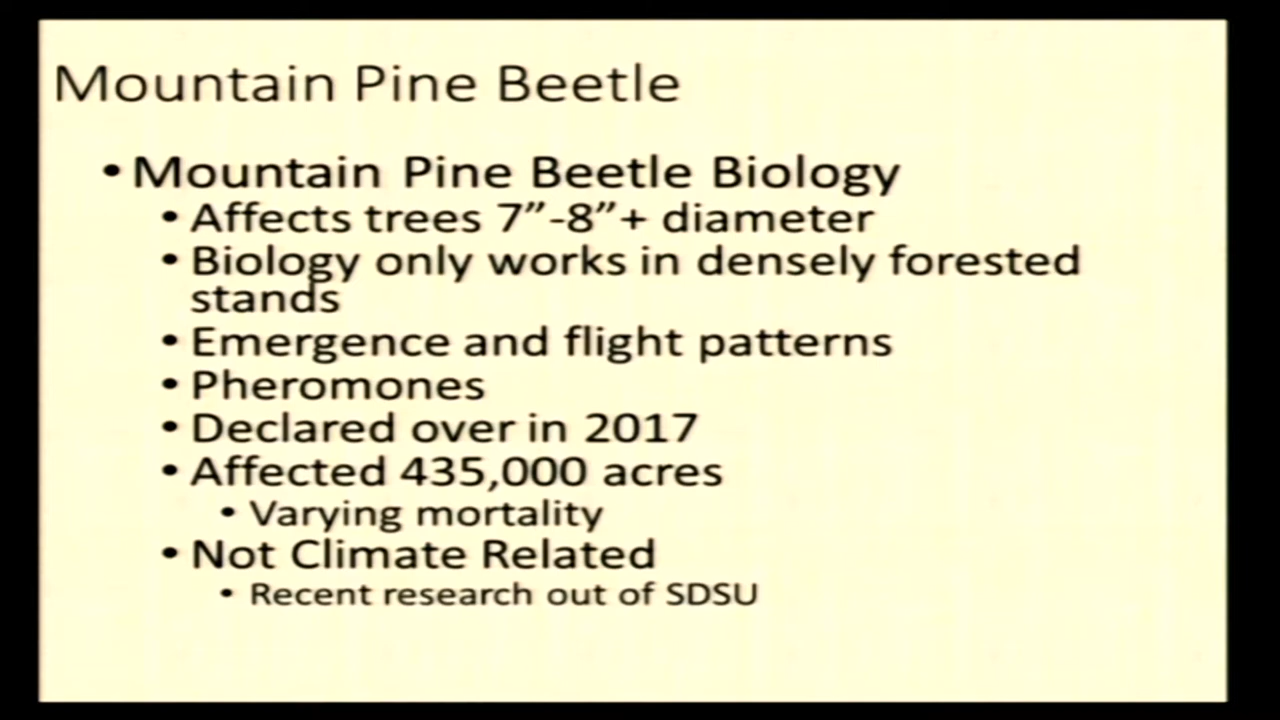 Mountain Pine Beetle
• Mountain Pine Beetle Biology
• Affects trees 7”-8”+ diameter
• Biology only works in densely forested
stands
• Emergence and flight patterns
• Pheromones
• Declared over in 2017
• Affected 435,000 acres
• Varying mortality
• Not Climate Related
• Recent research out of SDSU